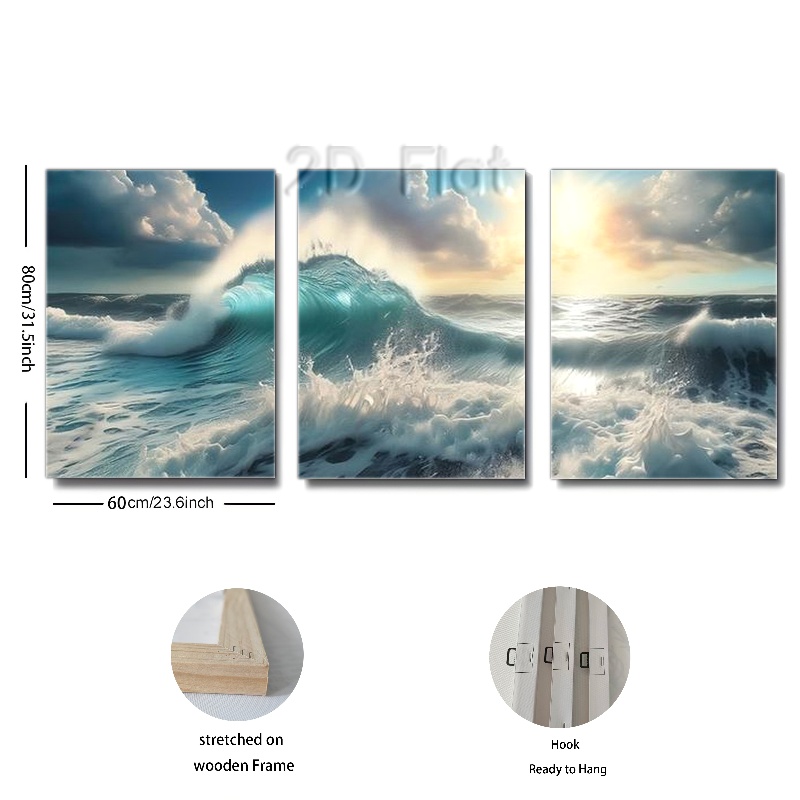 2D Flat
80cm/31.5inch
60cm/23.6inch
stretched on
wooden Frame
Hook
Ready to Hang